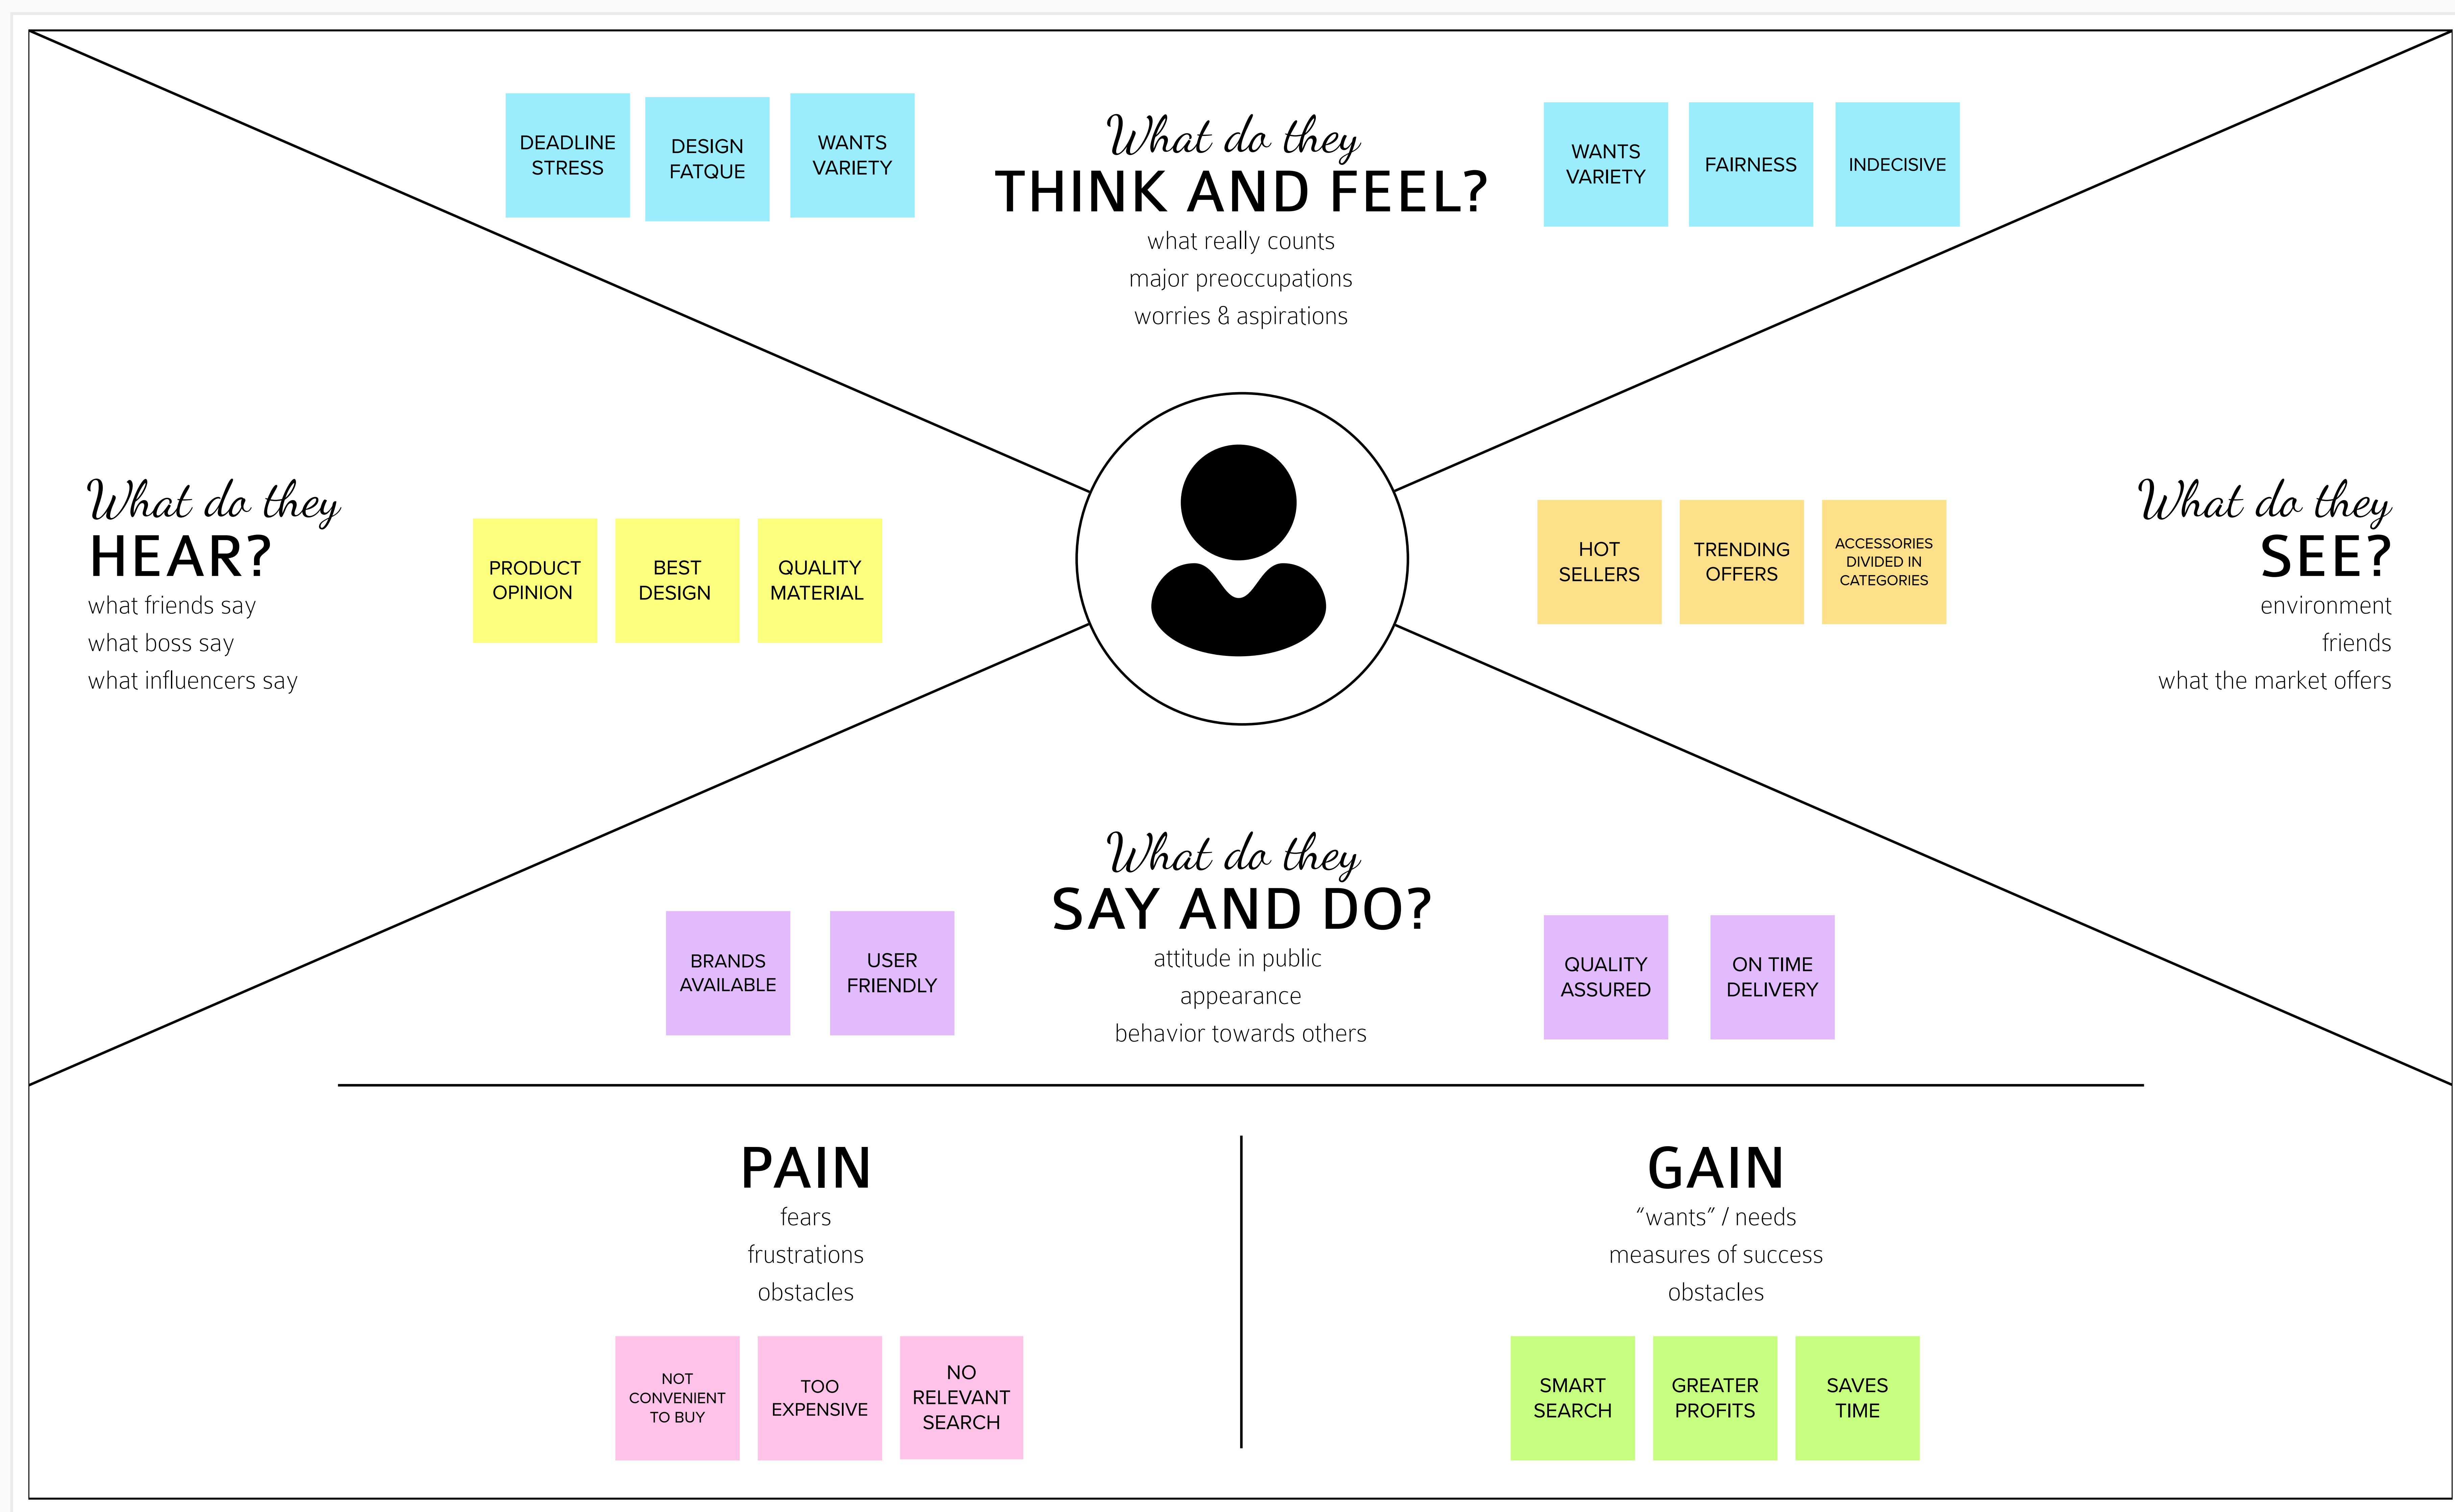 DEADLINE
STRESS
DESIGN
FATQUE
WANTS
VARIETY
What do they
THINK AND FEEL?
what really counts
major preoccupations
worries & aspirations
WANTS
VARIETY
FAIRNESS
INDECISIVE
What do they
HEAR?
what friends say
what boss say
what influencers say
PRODUCT
OPINION
BEST
DESIGN
QUALITY
MATERIAL
HOT
SELLERS
TRENDING
OFFERS
ACCESSORIES
DIVIDED IN
CATEGORIES
What do they
SEE?
environment
friends
what the market offers
BRANDS
AVAILABLE
USER
FRIENDLY
What do they
SAY AND DO?
attitude in public
appearance
behavior towards others
QUALITY
ASSURED
ON TIME
DELIVERY
PAIN
fears
frustrations
obstacles
NOT
CONVENIENT
TO BUY
TOO
EXPENSIVE
NO
RELEVANT
SEARCH
GAIN
“wants” / needs
measures of success
obstacles
SMART
SEARCH
GREATER
PROFITS
SAVES
TIME